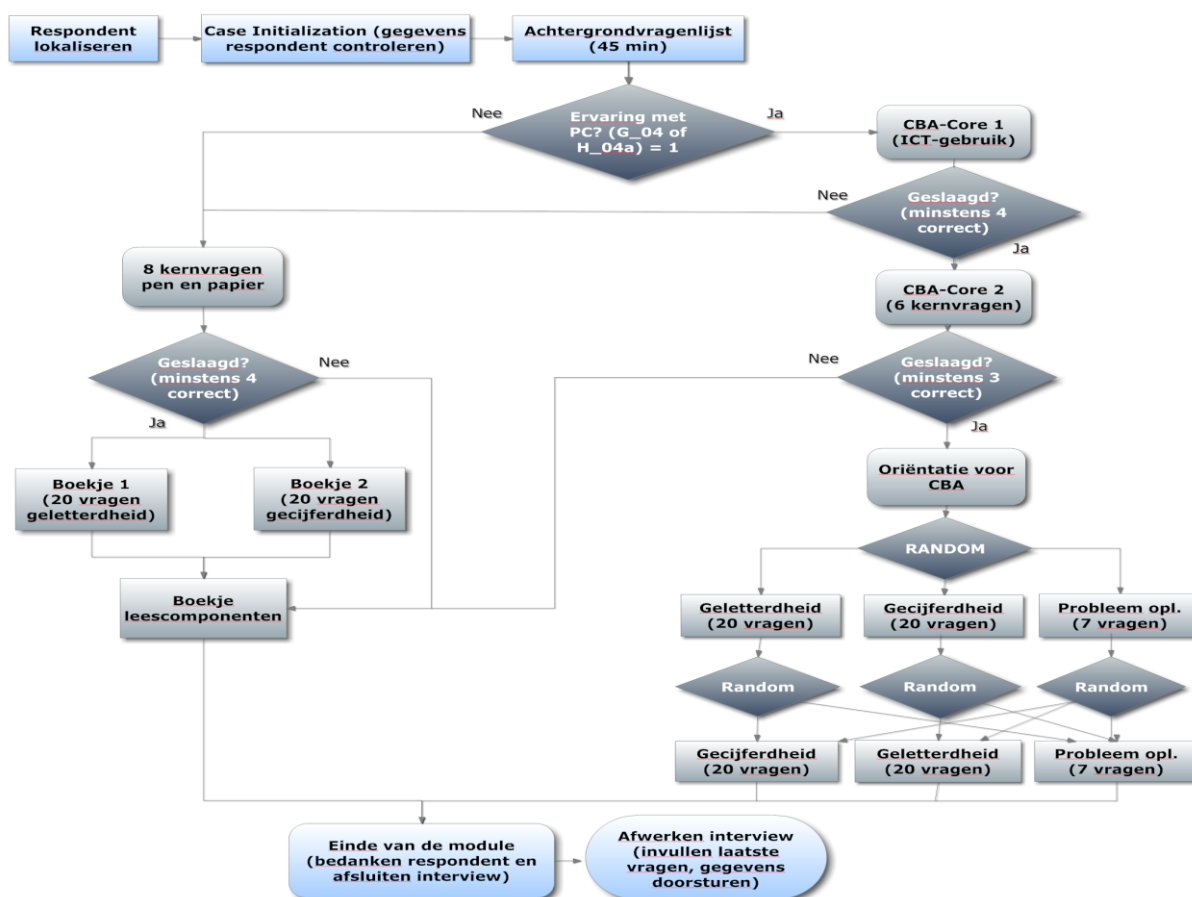 Respondent
lokaliseren
Case Initialization (gegevens
respondent controleren)
Achtergrondvragenlijst
(45 min)
Nee
Ervaring met
PC? (G_04 of
H_04a) = 1
Ja
CBA-Core 1
(ICT-gebruik)
Nee
Geslaagd?
(minstens 4
correct)
Ja
8 kernvragen
pen en papier
CBA-Core 2
(6 kernvragen)
Geslaagd?
(minstens 4
correct)
Nee
Ja
Nee
Geslaagd?
(minstens 3
correct)
Ja
Boekje 1
(20 vragen
geletterdheid)
Boekje 2
(20 vragen
gecijferdheid)
Oriëntatie voor
CBA
RANDOM
Boekje
leescomponenten
Geletterdheid
(20 vragen)
Gecijferdheid
(20 vragen)
Probleem opl.
(7 vragen)
Random
Random
Random
Gecijferdheid
(20 vragen)
Geletterdheid
(20 vragen)
Probleem opl.
(7 vragen)
Einde van de module
(bedanken respondent en
afsluiten interview)
Afwerken interview
(invullen laatste
vragen, gegevens
doorsturen)